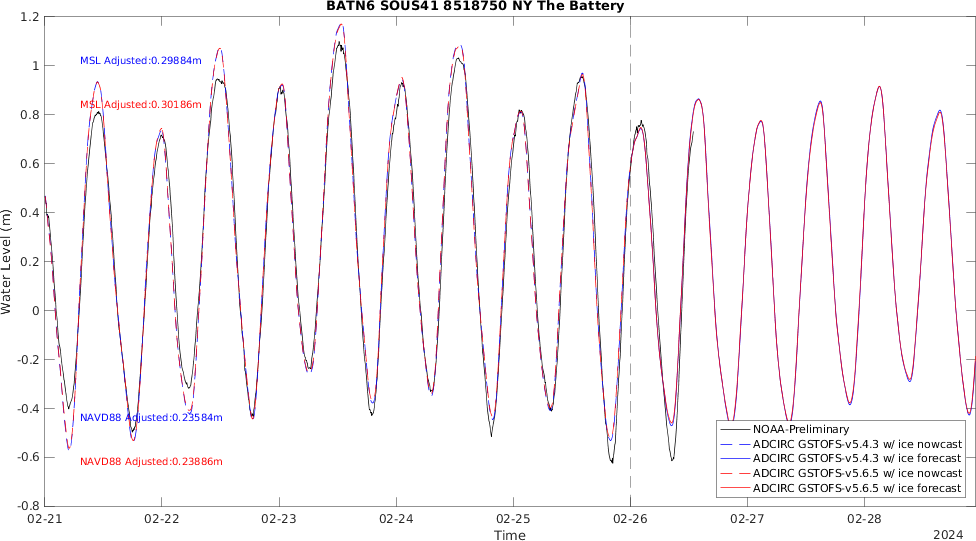 BATN6 SOUS41 8518750 NY The Battery
1.2
1
0.8
0.6
0.4
0.2
0
-0.2
-0.4
-0.6
-0.8
Water Level (m)
MSL Adjusted:0.29884m
MSL Adjusted:0.30186m
NAVD88 Adjusted:0.23584m
NAVD88 Adjusted:0.23886m
NOAA-Preliminary
ADCIRC GSTOFS-v5.4.3 w/ ice nowcast
ADCIRC GSTOFS-v5.4.3 w/ ice forecast
ADCIRC GSTOFS-v5.6.5 w/ ice nowcast
ADCIRC GSTOFS-v5.6.5 w/ ice forecast
02-21 02-22 02-23 02-24 02-25 02-26 02-27 02-28
Time
2024